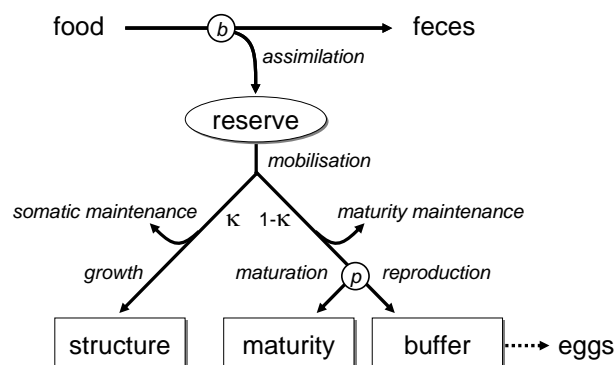 food
b
feces
assimilation
reserve
mobilisation
somatic maintenance
κ
1-κ
maturity maintenance
growth
maturation
p
reproduction
structure
maturity
buffer
eggs